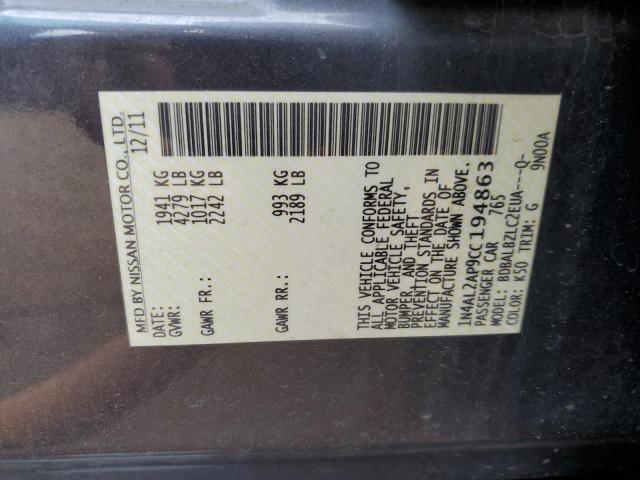 MFD BY NISSAN MOTOR CO., LTD.
DATE: 12/11
GVWR: 1941 KG
4279 LB
GAWR FR.: 1017 KG
2242 LB
GAWR RR.: 993 KG
2189 LB
THIS VEHICLE CONFORMS TO
ALL APPLICABLE FEDERAL
MOTOR VEHICLE SAFETY,
BUMPER, AND THEFT
PREVENTION STANDARDS IN
EFFECT ON THE DATE OF
MANUFACTURE SHOWN ABOVE.
1N4AL2AP9CC194863
PASSENGER CAR 765
MODEL: BDBALBZLC2EUA---Q-
COLOR: K50 TRIM: G 9N00A